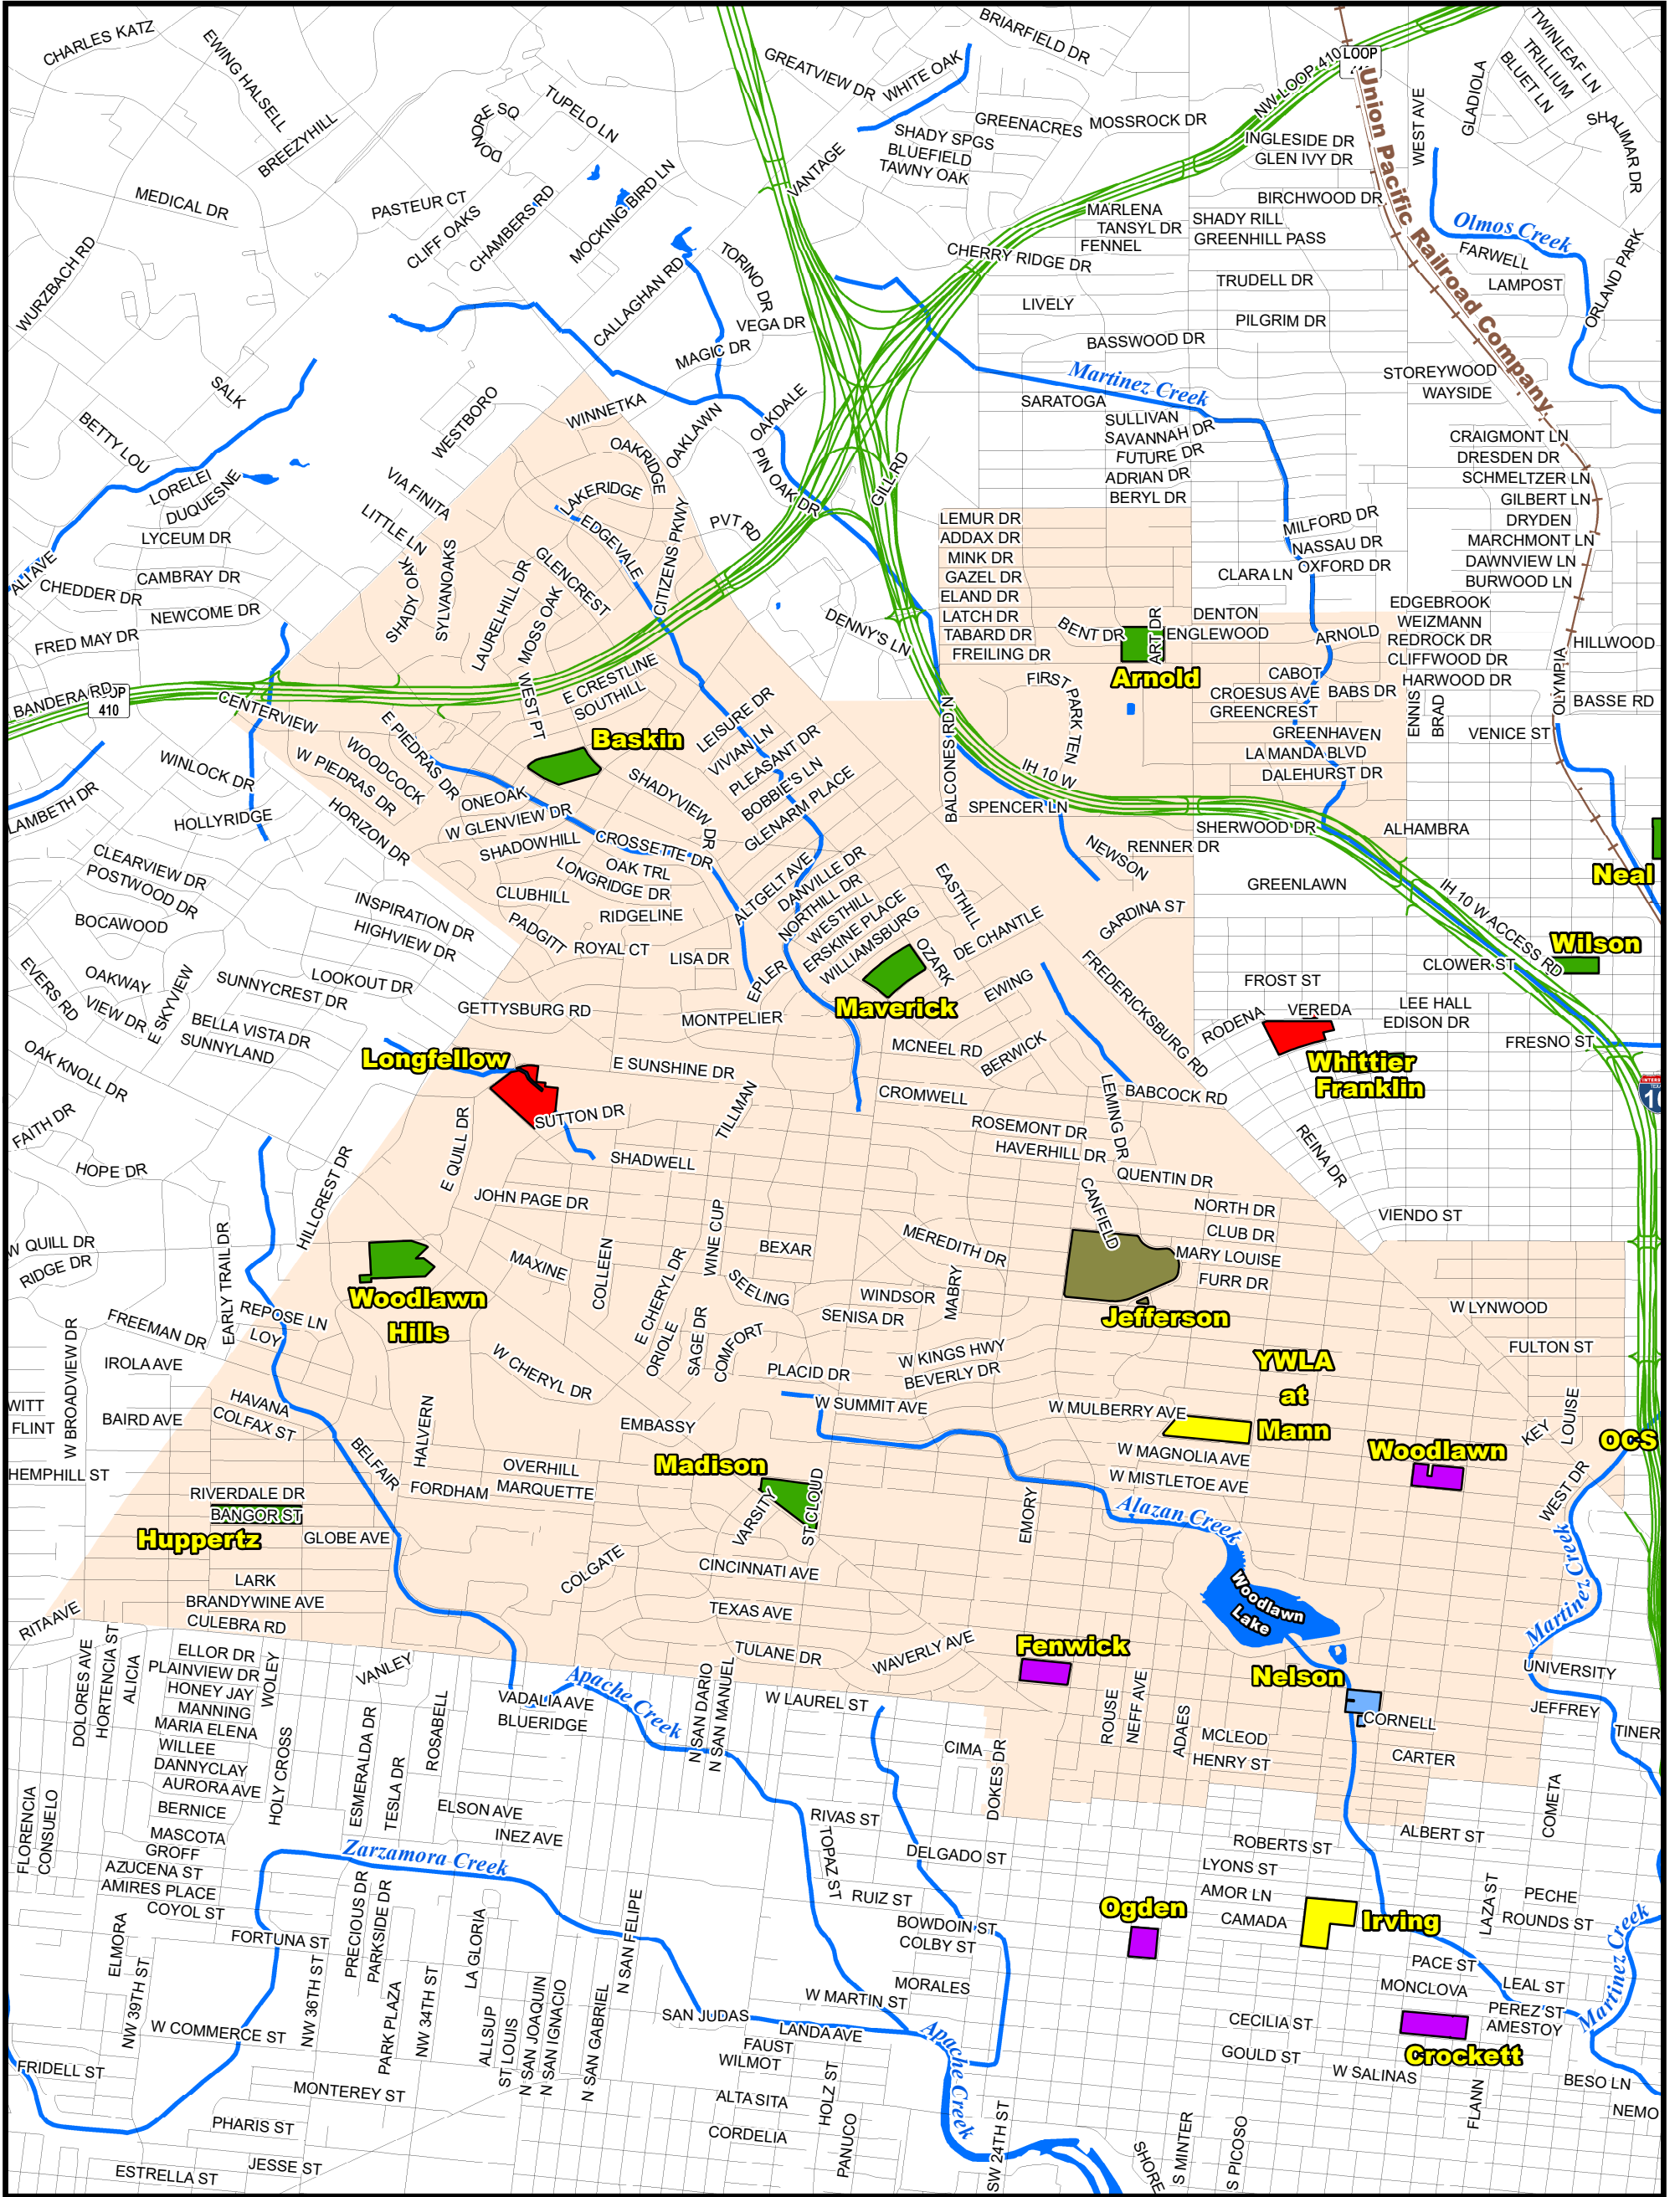 CHARLES KATZ
EWING HALSELL
BREEZYHILL
DOVNORE SQ
TUPELO LN
GREATVIEW DR
WHITE OAK
BRIARFIELD DR
NW LOOP 410
LOOP
TWINLEAF LN
TRILLIUM
BLUET LN
GLADIOLA
SHALIMAR DR
WEST AVE
Union Pacific Railroad Company
SHADY SPGS
BLUEFIELD
TAWNY OAK
GREENACRES
MOSSROCK DR
INGLESIDE DR
GLEN IVY DR
VANTAGE
MEDICAL DR
PASTEUR CT
CLIFF OAKS
CHAMBERS RD
MOCKING BIRD LN
WURZBACH RD
BIRCHWOOD DR
MARLENA
TANSYL DR
FENNEL
SHADY RILL
GREENHILL PASS
CHERRY RIDGE DR
Olmos Creek
FARWELL
LAMPOST
ORLAND PARK
TORINO DR
CALLAGHAN RD
VEGA DR
MAGIC DR
LIVELY
TRUDELL DR
PILGRIM DR
BASSWOOD DR
Martinez Creek
STOREYWOOD
WAYSIDE
SALK
BETTY LOU
WESTBORO
WINNETKA
OAKRIDGE
OAKLAWN
OAKDALE
PIN OAK DR
GILL RD
SARATOGA
SULLIVAN
SAVANNAH DR
FUTURE DR
ADRIAN DR
BERYL DR
CRAIGMONT LN
DRESDEN DR
SCHMELTZER LN
GILBERT LN
DRYDEN
MARCHMONT LN
DAWNVIEW LN
BURWOOD LN
LORELEI
DUQUESNE
LYCEUM DR
CAMBRAY DR
NEWCOME DR
CHEDDER DR
FRED MAY DR
VIA FINITA
LITTLE LN
LAKERIDGE
EDGEVALE
CITIZENS PKWY
PVT RD
GLENCREST
SHADY OAK
SYLVANOAKS
LAURELHILL DR
MOSS OAK
WEST PT
LEMUR DR
ADDAX DR
MINK DR
GAZEL DR
ELAND DR
LATCH DR
TABARD DR
FREILING DR
MILFORD DR
NASSAU DR
OXFORD DR
CLARA LN
DENTON
ENGLEWOOD
BENT DR
ART DR
Arnold
ARNOLD
EDGEBROOK
WEIZMANN
REDROCK DR
CLIFFWOOD DR
HARWOOD DR
HILLWOOD
OLYMPIA
BASSE RD
VENICE ST
ENNIS
BRAD
CABOT
CROESUS AVE
BABS DR
GREENCREST
GREENHAVEN
LA MANDA BLVD
DALEHURST DR
FIRST PARK TEN
DENNY'S LN
BANDERA RD
410
CENTERVIEW
E CRESTLINE
SOUTHILL
Baskin
LEISURE DR
VIVIAN LN
PLEASANT DR
BOBBIE'S LN
GLENARM PLACE
BALCONES RD N
IH 10 W
SPENCER LN
SHERWOOD DR
ALHAMBRA
RENNER DR
NEWSON
GREENLAWN
Neal
IH 10 W ACCESS RD
Wilson
CLOWER ST
WINLOCK DR
LAMBETH DR
HOLLYRIDGE
W PIEDRAS DR
WOODCOCK
E PIEDRAS DR
HORIZON DR
ONEOAK
W GLENVIEW DR
SHADOWHILL
SHADYVIEW DR
CROSSETTE DR
OAK TRL
LONGRIDGE DR
CLUBHILL
RIDGELINE
PADGITT
ROYAL CT
LISA DR
ALTGELT AVE
DANVILLE DR
NORTHILL DR
WESTHILL
ERSKINE PLACE
WILLIAMSBURG
EASTHILL
OZARK
DE CHANTLE
GARDINA ST
EPLER
EWING
Maverick
FREDERICKSBURG RD
CLEARVIEW DR
POSTWOOD DR
BOCAWOOD
OAKWAY
EVERS RD
VIEW DR
E SKYVIEW
INSPIRATION DR
HIGHVIEW DR
LOOKOUT DR
SUNNYCREST DR
BELLA VISTA DR
SUNNYLAND
OAK KNOLL DR
FAITH DR
HOPE DR
GETTYSBURG RD
MONTPELIER
MCNEEL RD
BERWICK
FROST ST
RODENA
VEREDA
LEE HALL
EDISON DR
FRESNO ST
Whittier
Franklin
Longfellow
E SUNSHINE DR
SUTTON DR
TILLMAN
CROMWELL
LEMING DR
BABCOCK RD
ROSEMONT DR
HAVERHILL DR
QUENTIN DR
REINA DR
SHADWELL
E QUILL DR
JOHN PAGE DR
HILLCREST DR
NORTH DR
CLUB DR
MARY LOUISE
FURR DR
VIENDO ST
CANFIELD
Jefferson
W QUILL DR
RIDGE DR
EARLY TRAIL DR
Woodlawn
Hills
MAXINE
COLLEEN
E CHERYL DR
WINE CUP
BEXAR
SEELING
MEREDITH DR
WINDSOR
MABRY
SENISA DR
W LYNWOOD
FULTON ST
YWLA
at
Mann
FREEMAN DR
REPOSE LN
LOY
IROLA AVE
W BROADVIEW DR
W CHERYL DR
ORIOLE
SAGE DR
COMFORT
PLACID DR
W KINGS HWY
BEVERLY DR
W SUMMIT AVE
W MULBERRY AVE
W MAGNOLIA AVE
W MISTLETOE AVE
Woodlawn
KEY
LOUISE
OCS
WEST DR
FLINT
BAIRD AVE
HAVANA
COLFAX ST
HALVERN
BELFAIR
EMBASSY
Madison
OVERHILL
FORDHAM
MARQUETTE
VARSITY
ST CLOUD
EMORY
Alazan Creek
HEMPHILL ST
RIVERDALE DR
BANGOR ST
Huppertz
GLOBE AVE
LARK
BRANDYWINE AVE
CULEBRA RD
RITA AVE
COLGATE
CINCINNATI AVE
TEXAS AVE
TULANE DR
WAVERLY AVE
Woodlawn
Lake
Fenwick
Nelson
Martinez Creek
UNIVERSITY
JEFFREY
TINER
CORNELL
CARTER
DOLORES AVE
HORTENCIA ST
ALICIA
ELLOR DR
PLAINVIEW DR
HONEY JAY
MANNING
MARIA ELENA
WILLEE
DANNYCLAY
AURORA AVE
BERNICE
WOLEY
VANLEY
HOLY CROSS
ESMERALDA DR
TESLA DR
ROSABELL
VADALIA AVE
BLUERIDGE
Apache Creek
N SAN DARIO
N SAN MANUEL
W LAUREL ST
CIMA
DOKES DR
ROUSE
NEFF AVE
ADAES
MCLEOD
HENRY ST
COMETA
FLORENCIA
CONSUELO
MASCOTA
GROFF
AZUCENA ST
AMIRES PLACE
COYOL ST
Zarzamora Creek
ELSON AVE
INEZ AVE
RIVAS ST
TOPAZ ST
DELGADO ST
RUIZ ST
BOWDOIN ST
COLBY ST
MORALES
ROBERTS ST
LYONS ST
AMOR LN
CAMADA
ALBERT ST
LAZA ST
PECHE
ROUNDS ST
Ogden
Irving
Martinez Creek
PACE ST
MONCLOVA
LEAL ST
PEREZ ST
AMESTOY
ELMORA
NW 39TH ST
FORTUNA ST
NW 36TH ST
PRECIOUS DR
PARKSIDE DR
PARK PLAZA
NW 34TH ST
LA GLORIA
ALLSUP
ST LOUIS
N SAN JOAQUIN
N SAN IGNACIO
N SAN GABRIEL
N SAN FELIPE
SAN JUDAS
W MARTIN ST
LANDA AVE
FAUST
WILMOT
W COMMERCE ST
FRIDELL ST
MONTEREY ST
PHARIS ST
JESSE ST
ESTRELLA ST
ALTA SITA
CORDELIA
HOLZ ST
PANUCO
Apache Creek
SW 24TH ST
CECILIA ST
GOULD ST
W SALINAS
Crockett
FLANN
BESO LN
NEMO
SHORE
S MINTER
S PICOSO